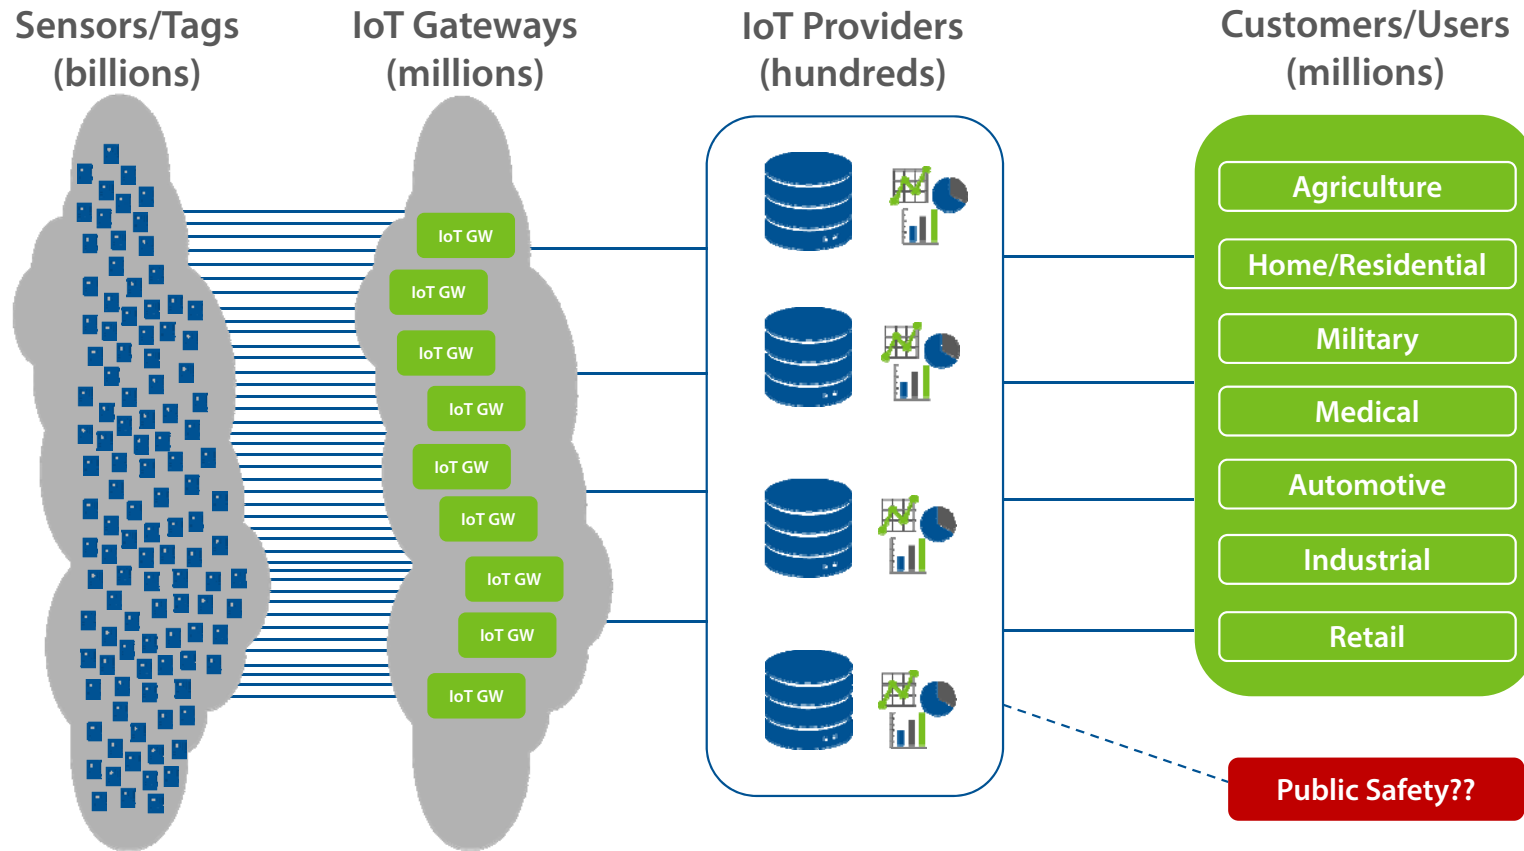 Sensors/Tags
(billions)
IoT Gateways
(millions)
IoT Providers
(hundreds)
Customers/Users
(millions)
IoT GW
IoT GW
IoT GW
IoT GW
IoT GW
IoT GW
IoT GW
IoT GW
IoT GW
Agriculture
Home/Residential
Military
Medical
Automotive
Industrial
Retail
Public Safety??